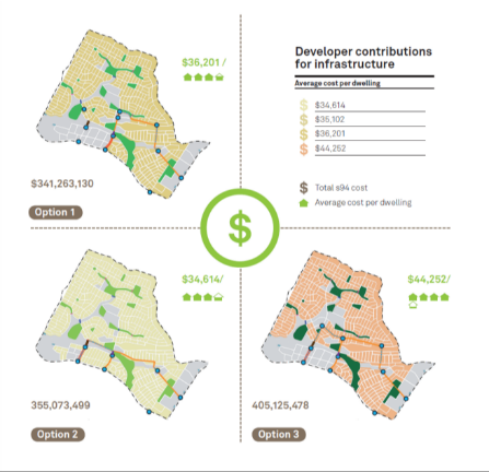 $36,201 /
$341,263,130
Option 1
Developer contributions
for infrastructure
Average cost per dwelling
$ $34,614
$ $35,102
$ $36,201
$ $44,252
$ Total s94 cost
Average cost per dwelling
$
$34,614/
355,073,499
Option 2
$44,252/
405,125,478
Option 3